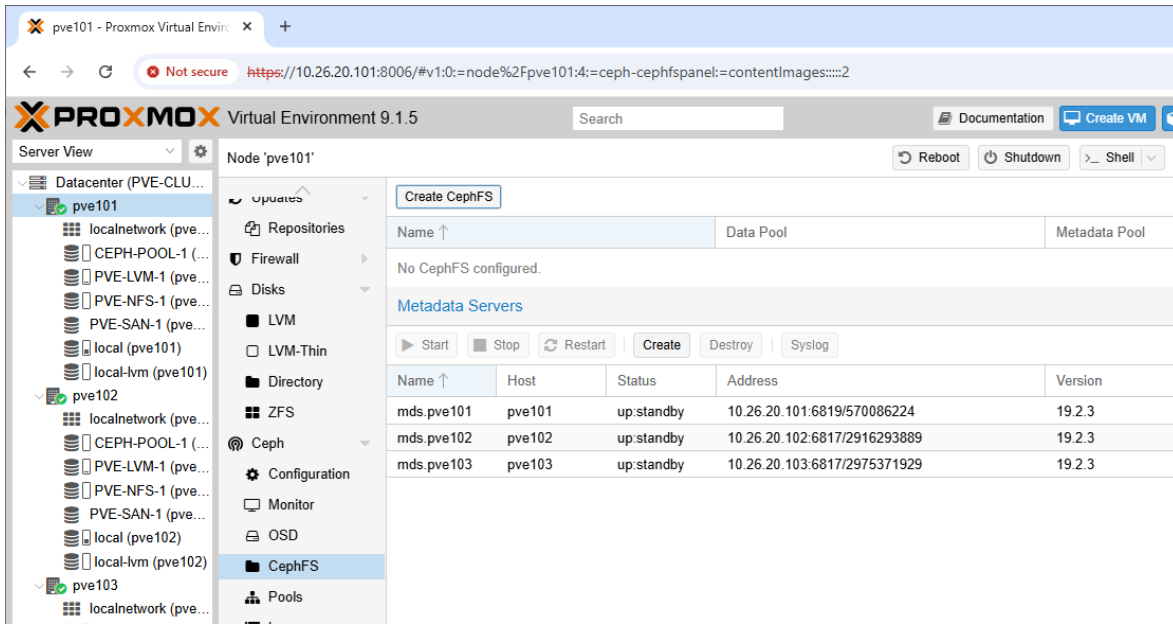 pve101 - Proxmox Virtual Enviro
Not secure https://10.26.20.101:8006/#v1:0:=node%2Fpve101:4:=ceph-cephfspanel:=contentImages:::::2
PROXMOX Virtual Environment 9.1.5 Search Documentation Create VM
Server View
Node 'pve101' Reboot Shutdown Shell
Datacenter (PVE-CLU...
pve101
localnetwork (pve...
CEPH-POOL-1 (...
PVE-LVM-1 (pve...
PVE-NFS-1 (pve...
PVE-SAN-1 (pve...
local (pve101)
local-lvm (pve101)
pve102
localnetwork (pve...
CEPH-POOL-1 (...
PVE-LVM-1 (pve...
PVE-NFS-1 (pve...
PVE-SAN-1 (pve...
local (pve102)
local-lvm (pve102)
pve103
localnetwork (pve...
Updates
Repositories
Firewall
Disks
LVM
LVM-Thin
Directory
ZFS
Ceph
Configuration
Monitor
OSD
CephFS
Pools
Create CephFS
Name ↑ Data Pool Metadata Pool
No CephFS configured.
Metadata Servers
Start Stop Restart Create Destroy Syslog
Name ↑ Host Status Address Version
mds.pve101 pve101 up:standby 10.26.20.101:6819/570086224 19.2.3
mds.pve102 pve102 up:standby 10.26.20.102:6817/2916293889 19.2.3
mds.pve103 pve103 up:standby 10.26.20.103:6817/2975371929 19.2.3